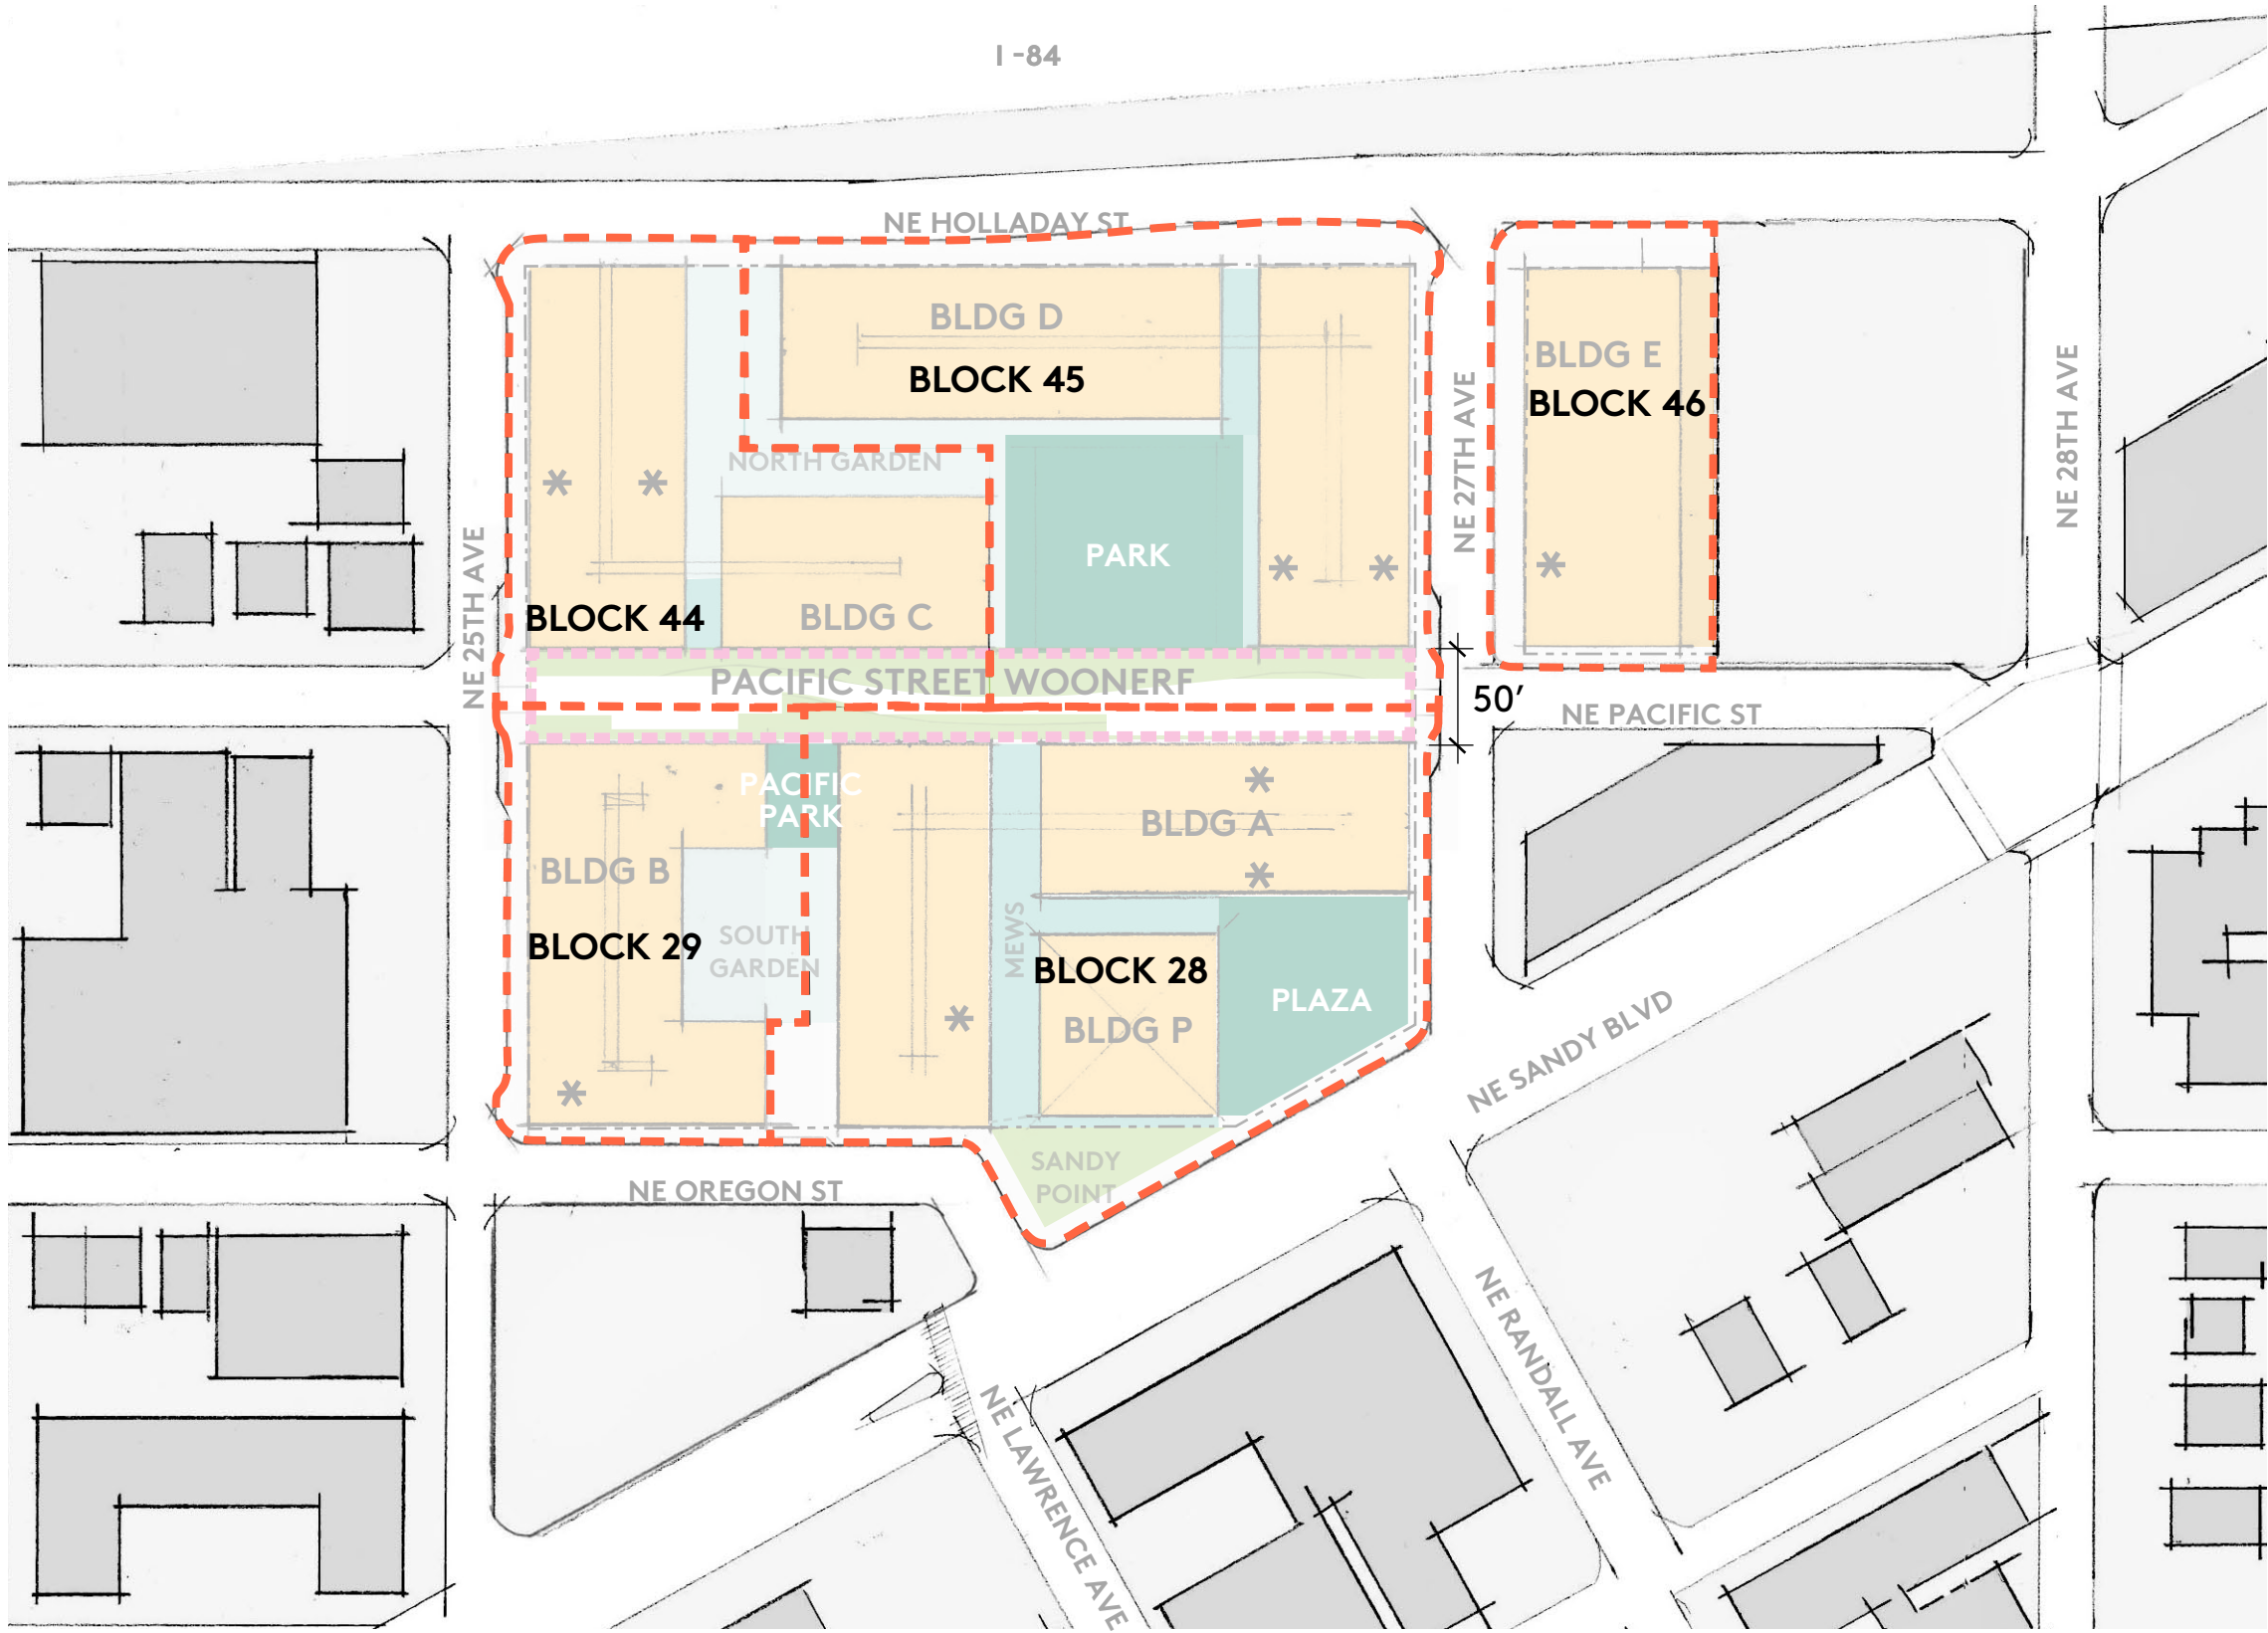 I-84
NE HOLLADAY ST
BLDG D
BLOCK 45
BLDG E
BLOCK 46
NE 27TH AVE
NE 28TH AVE
NORTH GARDEN
*
*
PARK
*
*
*
NE 25TH AVE
BLOCK 44
BLDG C
PACIFIC STREET WOONERF
50'
NE PACIFIC ST
PACIFIC
PARK
*
BLDG A
*
BLDG B
BLOCK 29
SOUTH
GARDEN
MEWS
BLOCK 28
BLDG P
PLAZA
*
*
NE SANDY BLVD
SANDY
POINT
NE OREGON ST
NE RANDALL AVE
NE LAWRENCE AVE